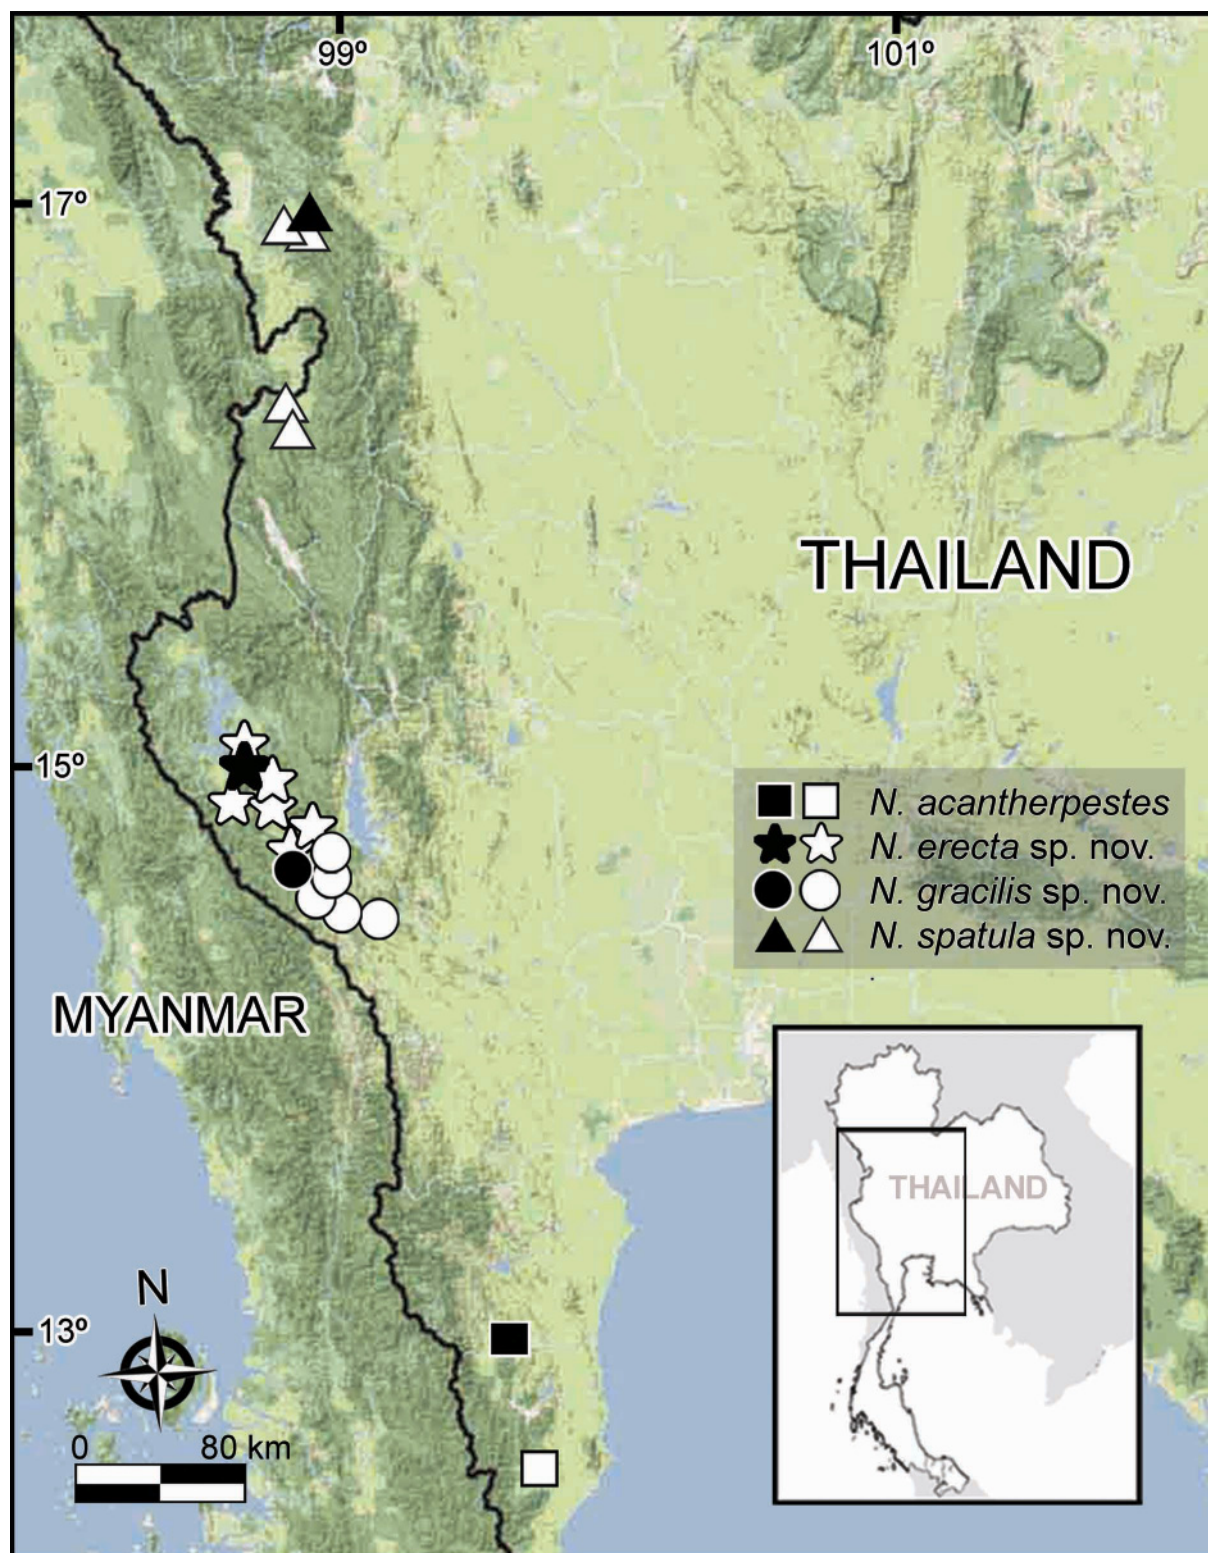 99º
101º
17º
THAILAND
15º
N. acantherpestes
N. erecta sp. nov.
N. gracilis sp. nov.
N. spatula sp. nov.
MYANMAR
THAILAND
N
13º
0 80 km